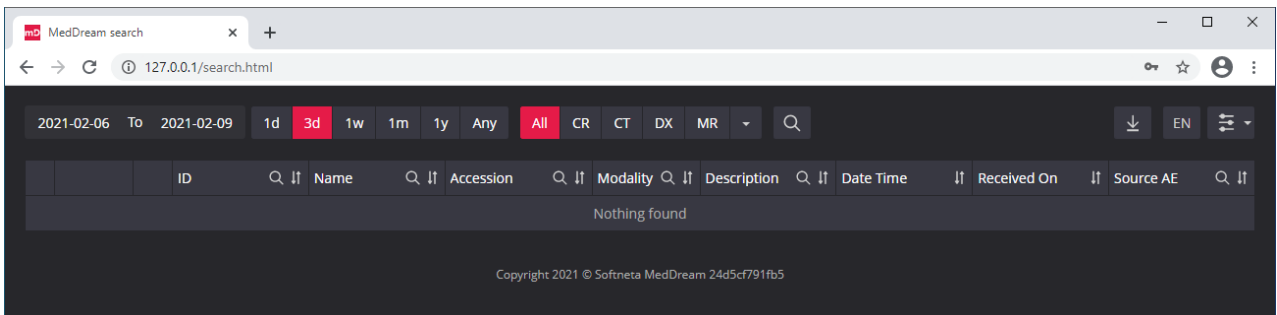 mD MedDream search
127.0.0.1/search.html
2021-02-06 To 2021-02-09 1d 3d 1w 1m 1y Any All CR CT DX MR EN
ID Name Accession Modality Description Date Time Received On Source AE
Nothing found
Copyright 2021 © Softneta MedDream 24d5cf791fb5